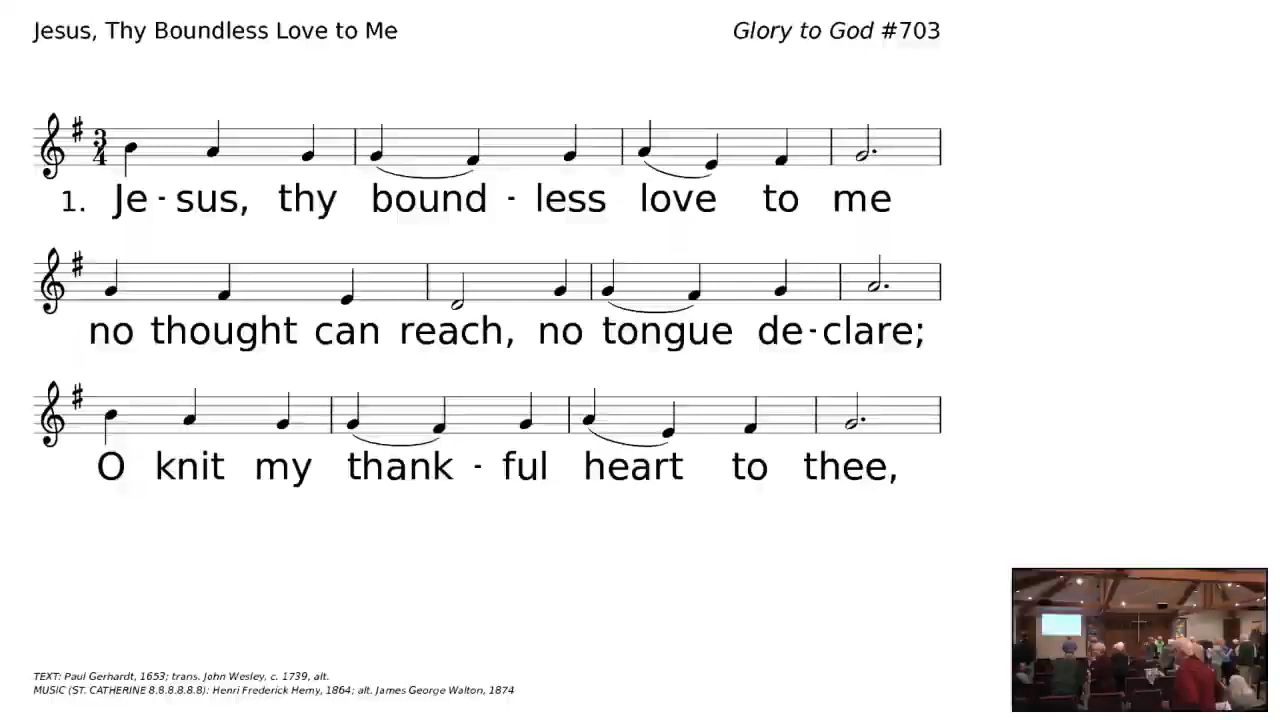 Jesus, Thy Boundless Love to Me
Glory to God #703
1. Je - sus, thy bound - less love to me
no thought can reach, no tongue de - clare;
O knit my thank - ful heart to thee,
TEXT: Paul Gerhardt, 1653; trans. John Wesley, c. 1739, alt.
MUSIC (ST. CATHERINE 8.8.8.8.8.8): Henri Frederick Hemy, 1864; alt. James George Walton, 1874